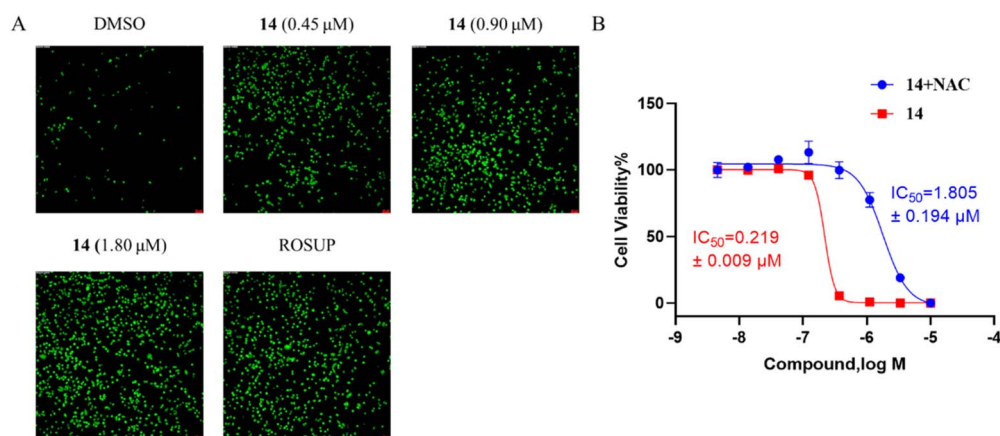 A
DMSO
14 (0.45 μM)
14 (0.90 μM)
14 (1.80 μM)
ROSUP
B
14+NAC
14
150
100
50
0
Cell Viability%
IC50=0.219
± 0.009 μM
IC50=1.805
± 0.194 μM
-9
-8
-7
-6
-5
-4
Compound,log M